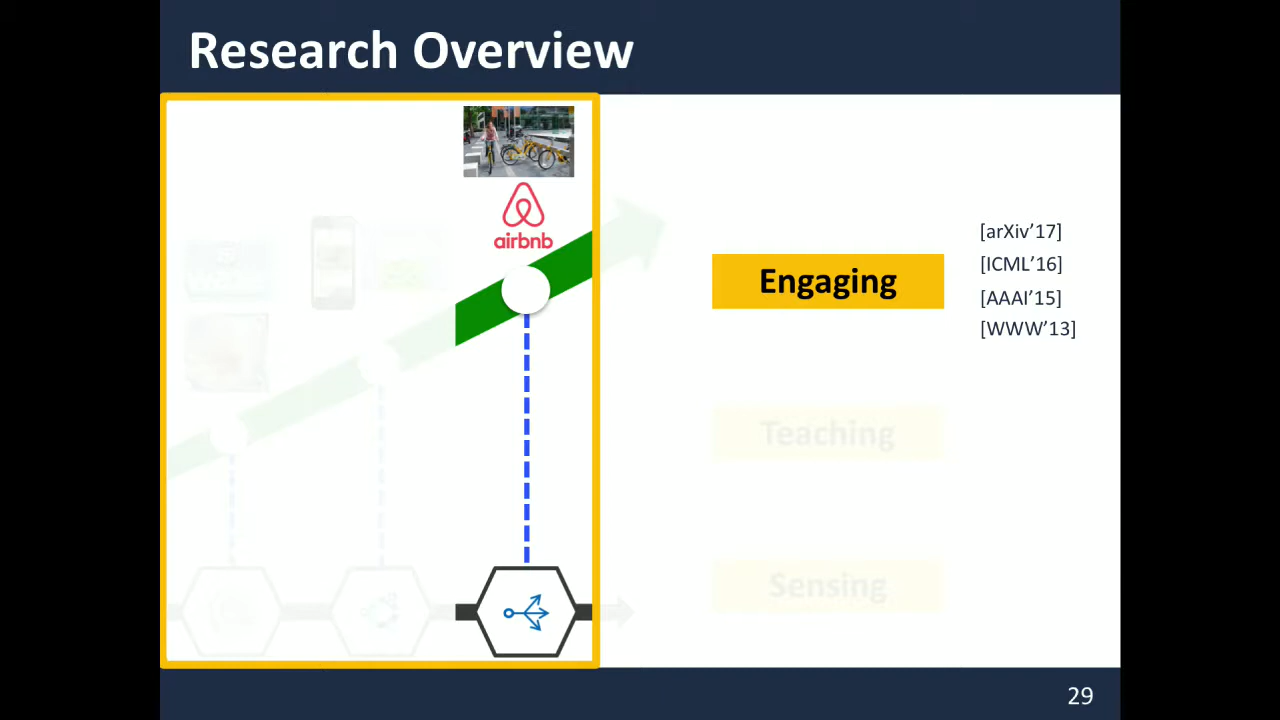 Research Overview
airbnb
Engaging
[arXiv’17]
[ICML’16]
[AAAI’15]
[WWW’13]
Teaching
Sensing
29